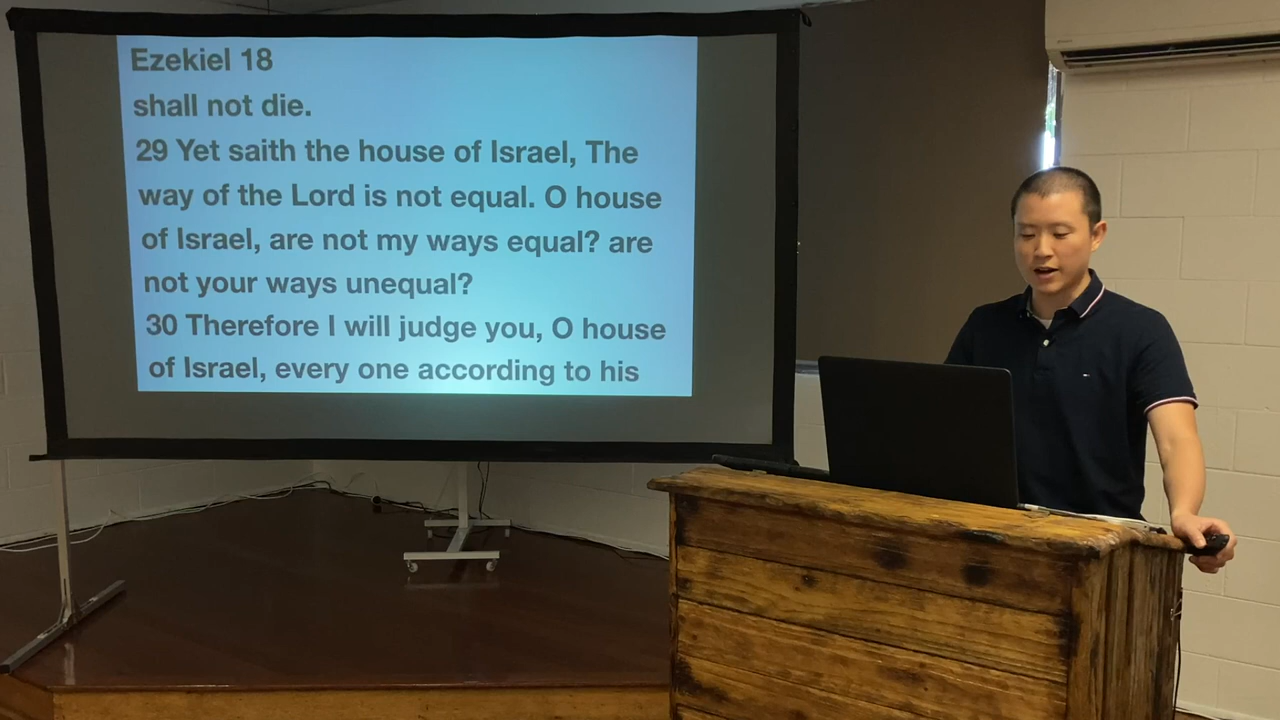 Ezekiel 18
shall not die.
29 Yet saith the house of Israel, The
way of the Lord is not equal. O house
of Israel, are not my ways equal? are
not your ways unequal?
30 Therefore I will judge you, O house
of Israel, every one according to his